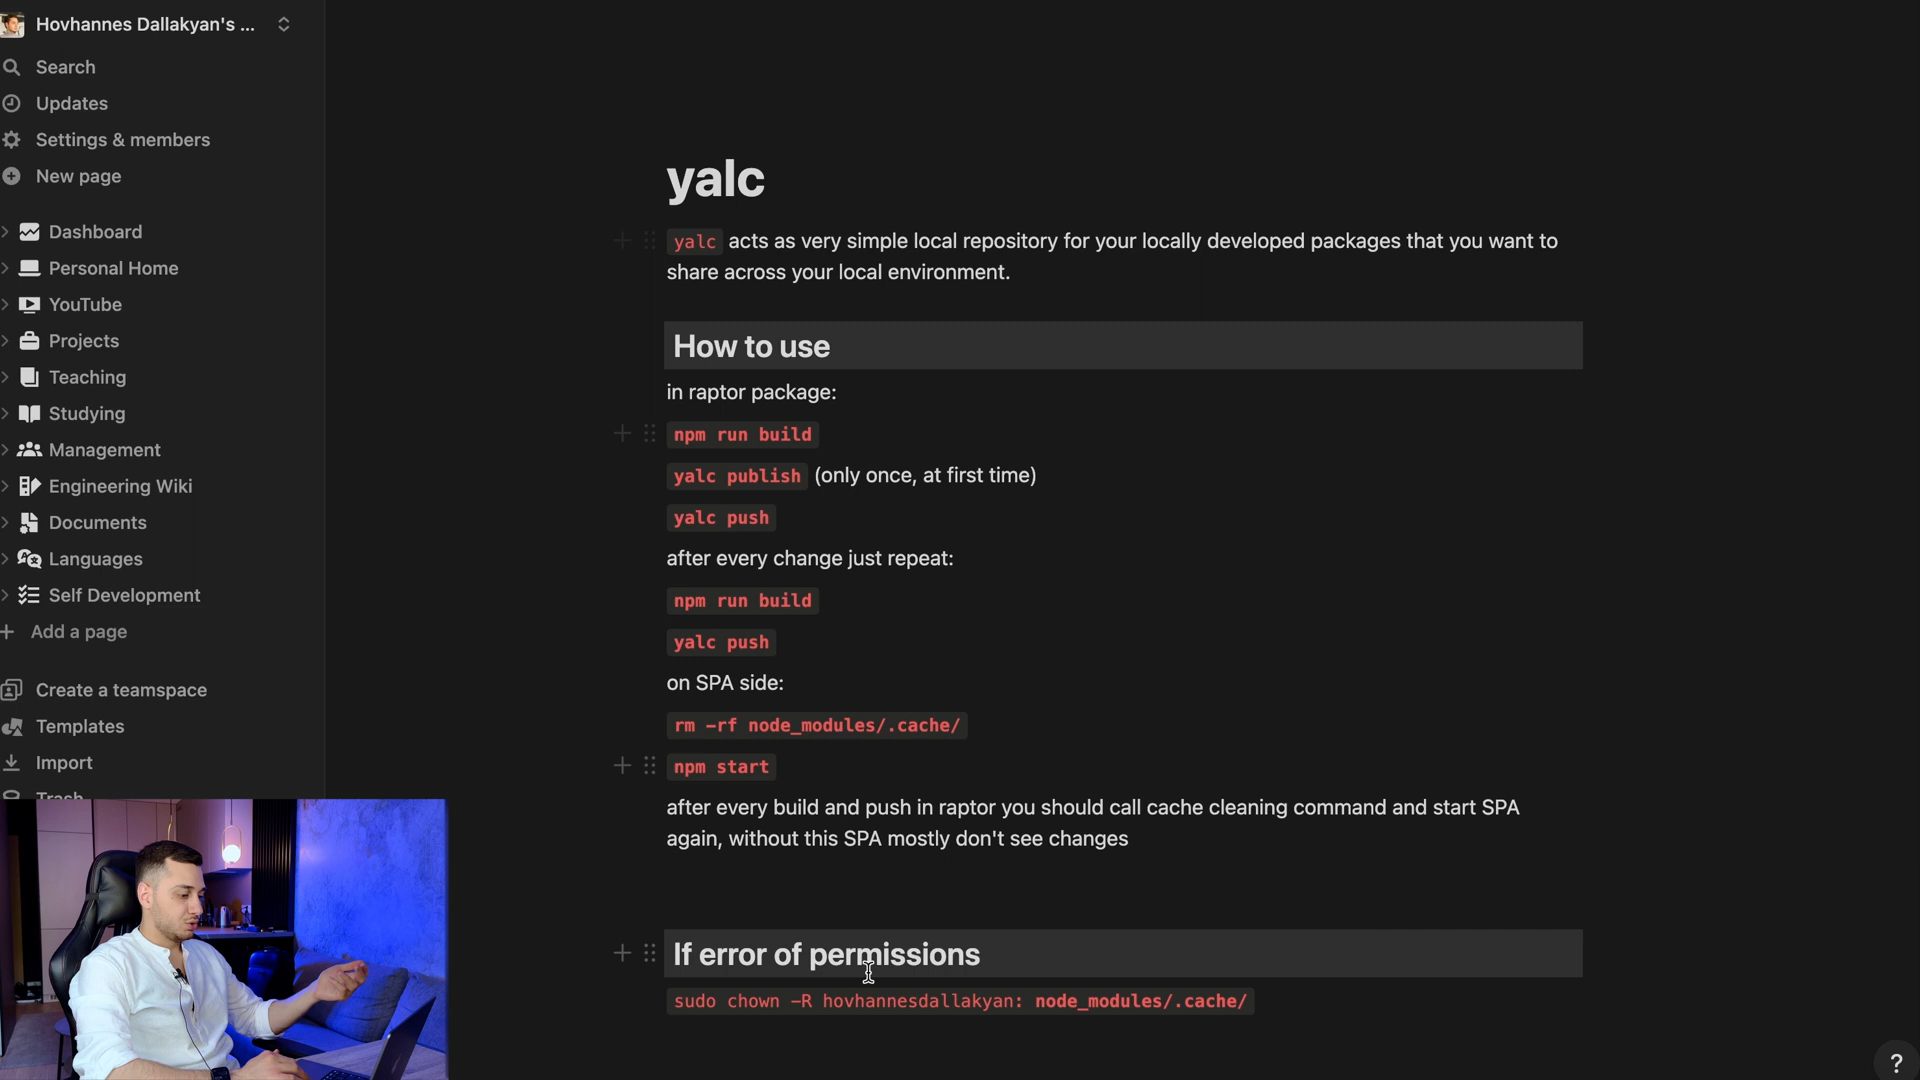 Hovhannes Dallakyan's ...
Search
Updates
Settings & members
New page
Dashboard
Personal Home
YouTube
Projects
Teaching
Studying
Management
Engineering Wiki
Documents
Languages
Self Development
Add a page
Create a teamspace
Templates
Import
Trash
yalc
yalc acts as very simple local repository for your locally developed packages that you want to
share across your local environment.
How to use
in raptor package:
npm run build
yalc publish (only once, at first time)
yalc push
after every change just repeat:
npm run build
yalc push
on SPA side:
rm -rf node_modules/.cache/
npm start
after every build and push in raptor you should call cache cleaning command and start SPA
again, without this SPA mostly don't see changes
If error of permissions
sudo chown -R hovhannesdallakyan: node_modules/.cache/
?